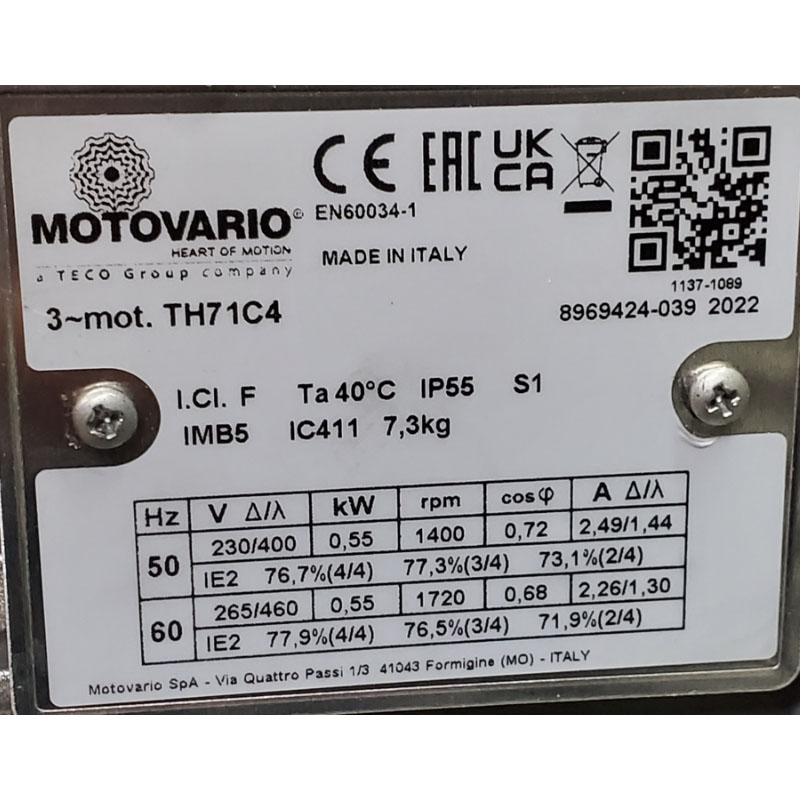 MOTOVARIO®
HEART OF MOTION
a TECO Group company
CE EAC UK CA
EN60034-1
MADE IN ITALY
1137-1089
3~mot. TH71C4
8969424-039 2022
I.Cl. F Ta 40°C IP55 S1
IMB5 IC411 7,3kg
Hz V Δ/λ kW rpm cosφ A Δ/λ
50 230/400 0,55 1400 0,72 2,49/1,44
IE2 76,7%(4/4) 77,3%(3/4) 73,1%(2/4)
60 265/460 0,55 1720 0,68 2,26/1,30
IE2 77,9%(4/4) 76,5%(3/4) 71,9%(2/4)
Motovario SpA - Via Quattro Passi 1/3 41043 Formigine (MO) - ITALY